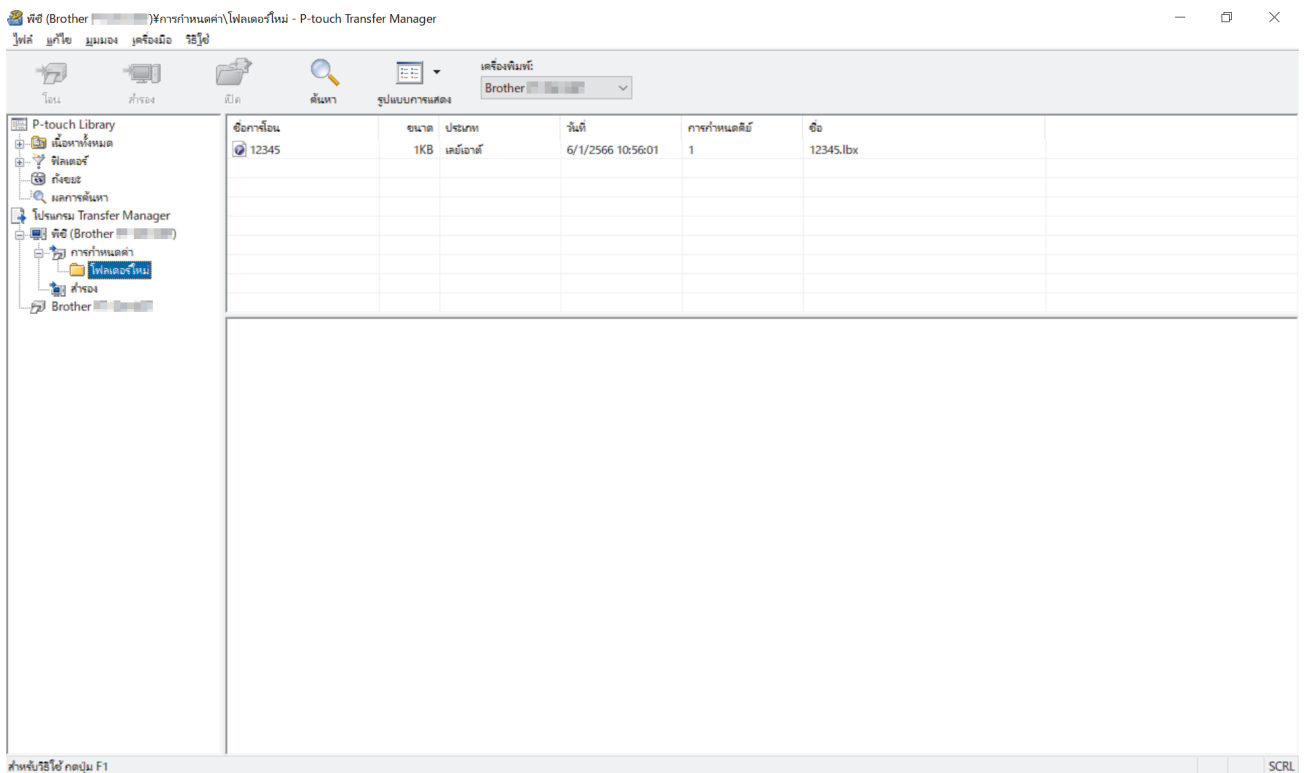 พีซี (Brother )¥การกำหนดค่า\โฟลเดอร์ใหม่ - P-touch Transfer Manager
ไฟล์ แก้ไข มุมมอง เครื่องมือ วิธีใช้
เครื่องพิมพ์:
Brother
โอน สำรอง เปิด ค้นหา รูปแบบการแสดง
P-touch Library
เนื้อหาทั้งหมด
ฟิลเตอร์
ถังขยะ
ผลการค้นหา
โปรแกรม Transfer Manager
พีซี (Brother )
การกำหนดค่า
โฟลเดอร์ใหม่
สำรอง
Brother
ชื่อการโอน ขนาด ประเภท วันที่ การกำหนดคีย์ ชื่อ
12345 1KB เลย์เอาต์ 6/1/2566 10:56:01 1 12345.lbx
สำหรับวิธีใช้ กดปุ่ม F1
SCRL